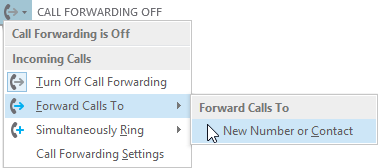 CALL FORWARDING OFF
Call Forwarding is Off
Incoming Calls
Turn Off Call Forwarding
Forward Calls To
Simultaneously Ring
Call Forwarding Settings
Forward Calls To
New Number or Contact